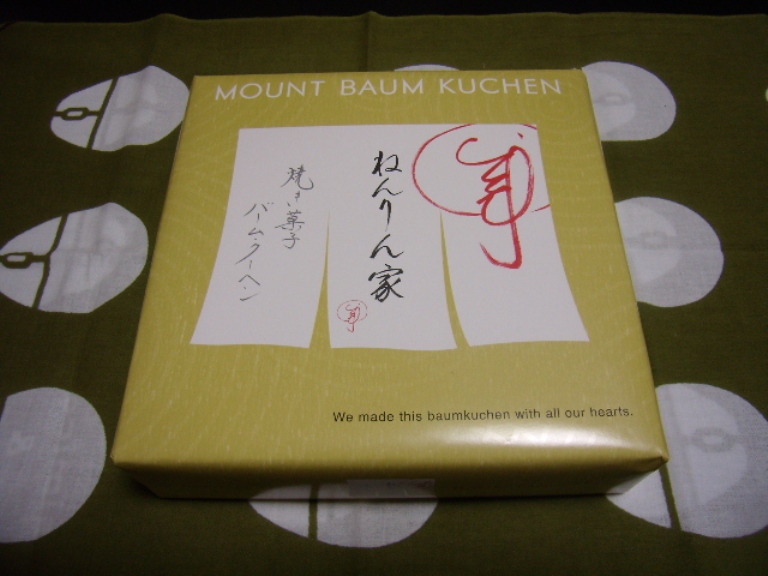 MOUNT BAUM KUCHEN
ねんりん家
焼き菓子
バームクーヘン
We made this baumkuchen with all our hearts.